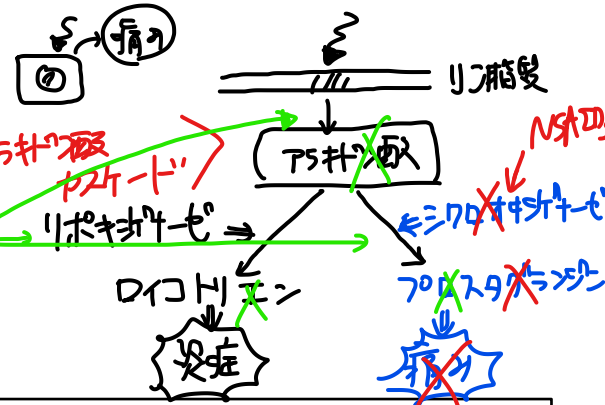 痛み
リン脂質
ラキドン酸
カスケード
アラキドン酸
NSAID
リポキシゲナーゼ
シクロオキシゲナーゼ
ロイコトリエン
プロスタグランジン
炎症
痛み